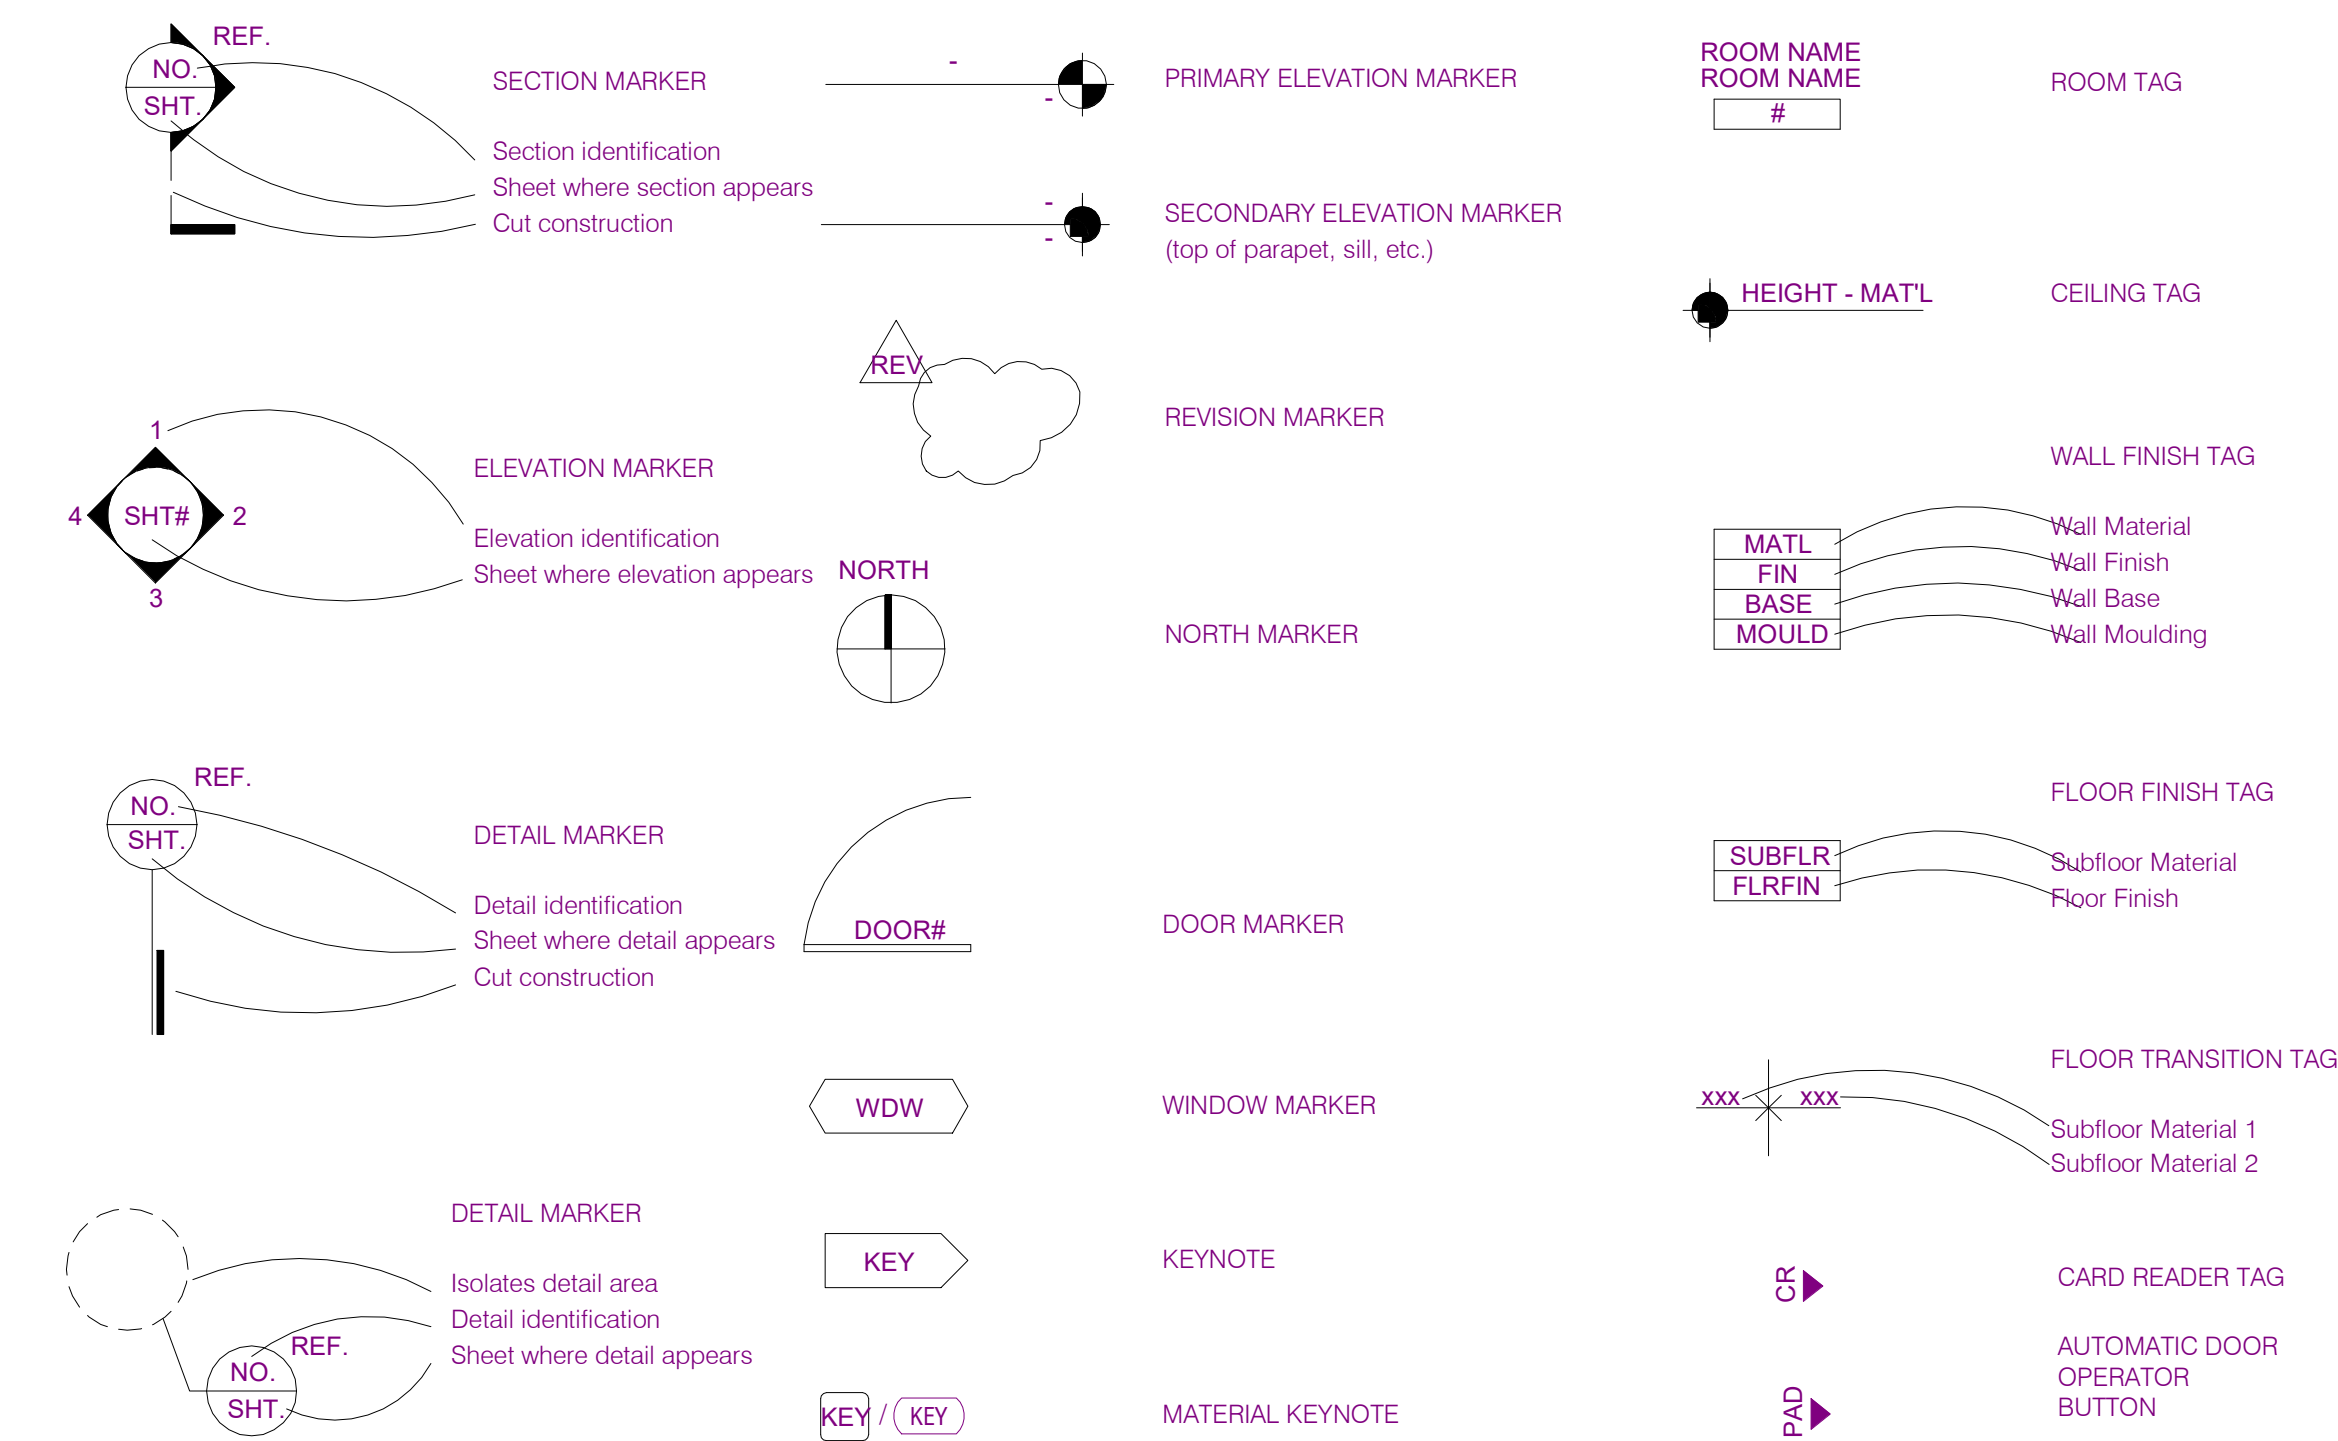 REF.
NO.
SHT.
SECTION MARKER
Section identification
Sheet where section appears
Cut construction
1
4
SHT#
2
3
ELEVATION MARKER
Elevation identification
Sheet where elevation appears
REF.
NO.
SHT.
DETAIL MARKER
Detail identification
Sheet where detail appears
Cut construction
DETAIL MARKER
Isolates detail area
Detail identification
Sheet where detail appears
REF.
NO.
SHT.
-
-
PRIMARY ELEVATION MARKER
-
-
SECONDARY ELEVATION MARKER
(top of parapet, sill, etc.)
REV
REVISION MARKER
NORTH
NORTH MARKER
DOOR#
DOOR MARKER
WDW
WINDOW MARKER
KEY
KEYNOTE
KEY / KEY
MATERIAL KEYNOTE
ROOM NAME
ROOM NAME
#
ROOM TAG
HEIGHT - MAT'L
CEILING TAG
WALL FINISH TAG
MATL
FIN
BASE
MOULD
Wall Material
Wall Finish
Wall Base
Wall Moulding
FLOOR FINISH TAG
SUBFLR
FLRFIN
Subfloor Material
Floor Finish
FLOOR TRANSITION TAG
XXX XXX
Subfloor Material 1
Subfloor Material 2
CR
CARD READER TAG
PAD
AUTOMATIC DOOR
OPERATOR
BUTTON